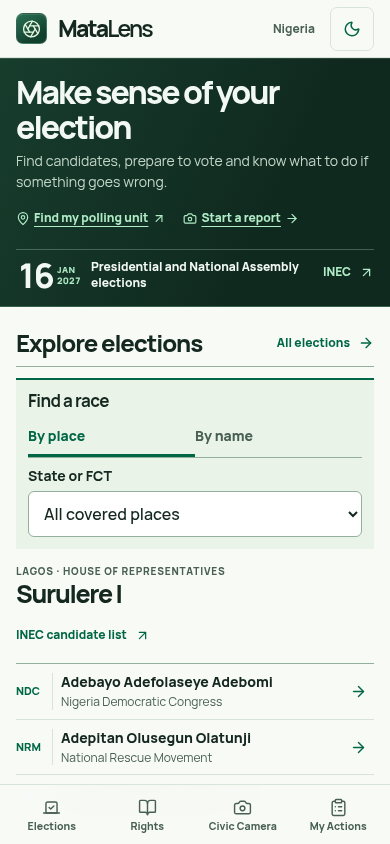 MataLens
Nigeria
Make sense of your
election
Find candidates, prepare to vote and know what to do if
something goes wrong.
Find my polling unit
Start a report
16 JAN 2027
Presidential and National Assembly
elections
INEC
Explore elections
All elections
Find a race
By place
By name
State or FCT
All covered places
LAGOS · HOUSE OF REPRESENTATIVES
Surulere I
INEC candidate list
NDC
Adebayo Adefolaseye Adebomi
Nigeria Democratic Congress
NRM
Adepitan Olusegun Olatunji
National Rescue Movement
Elections
Rights
Civic Camera
My Actions